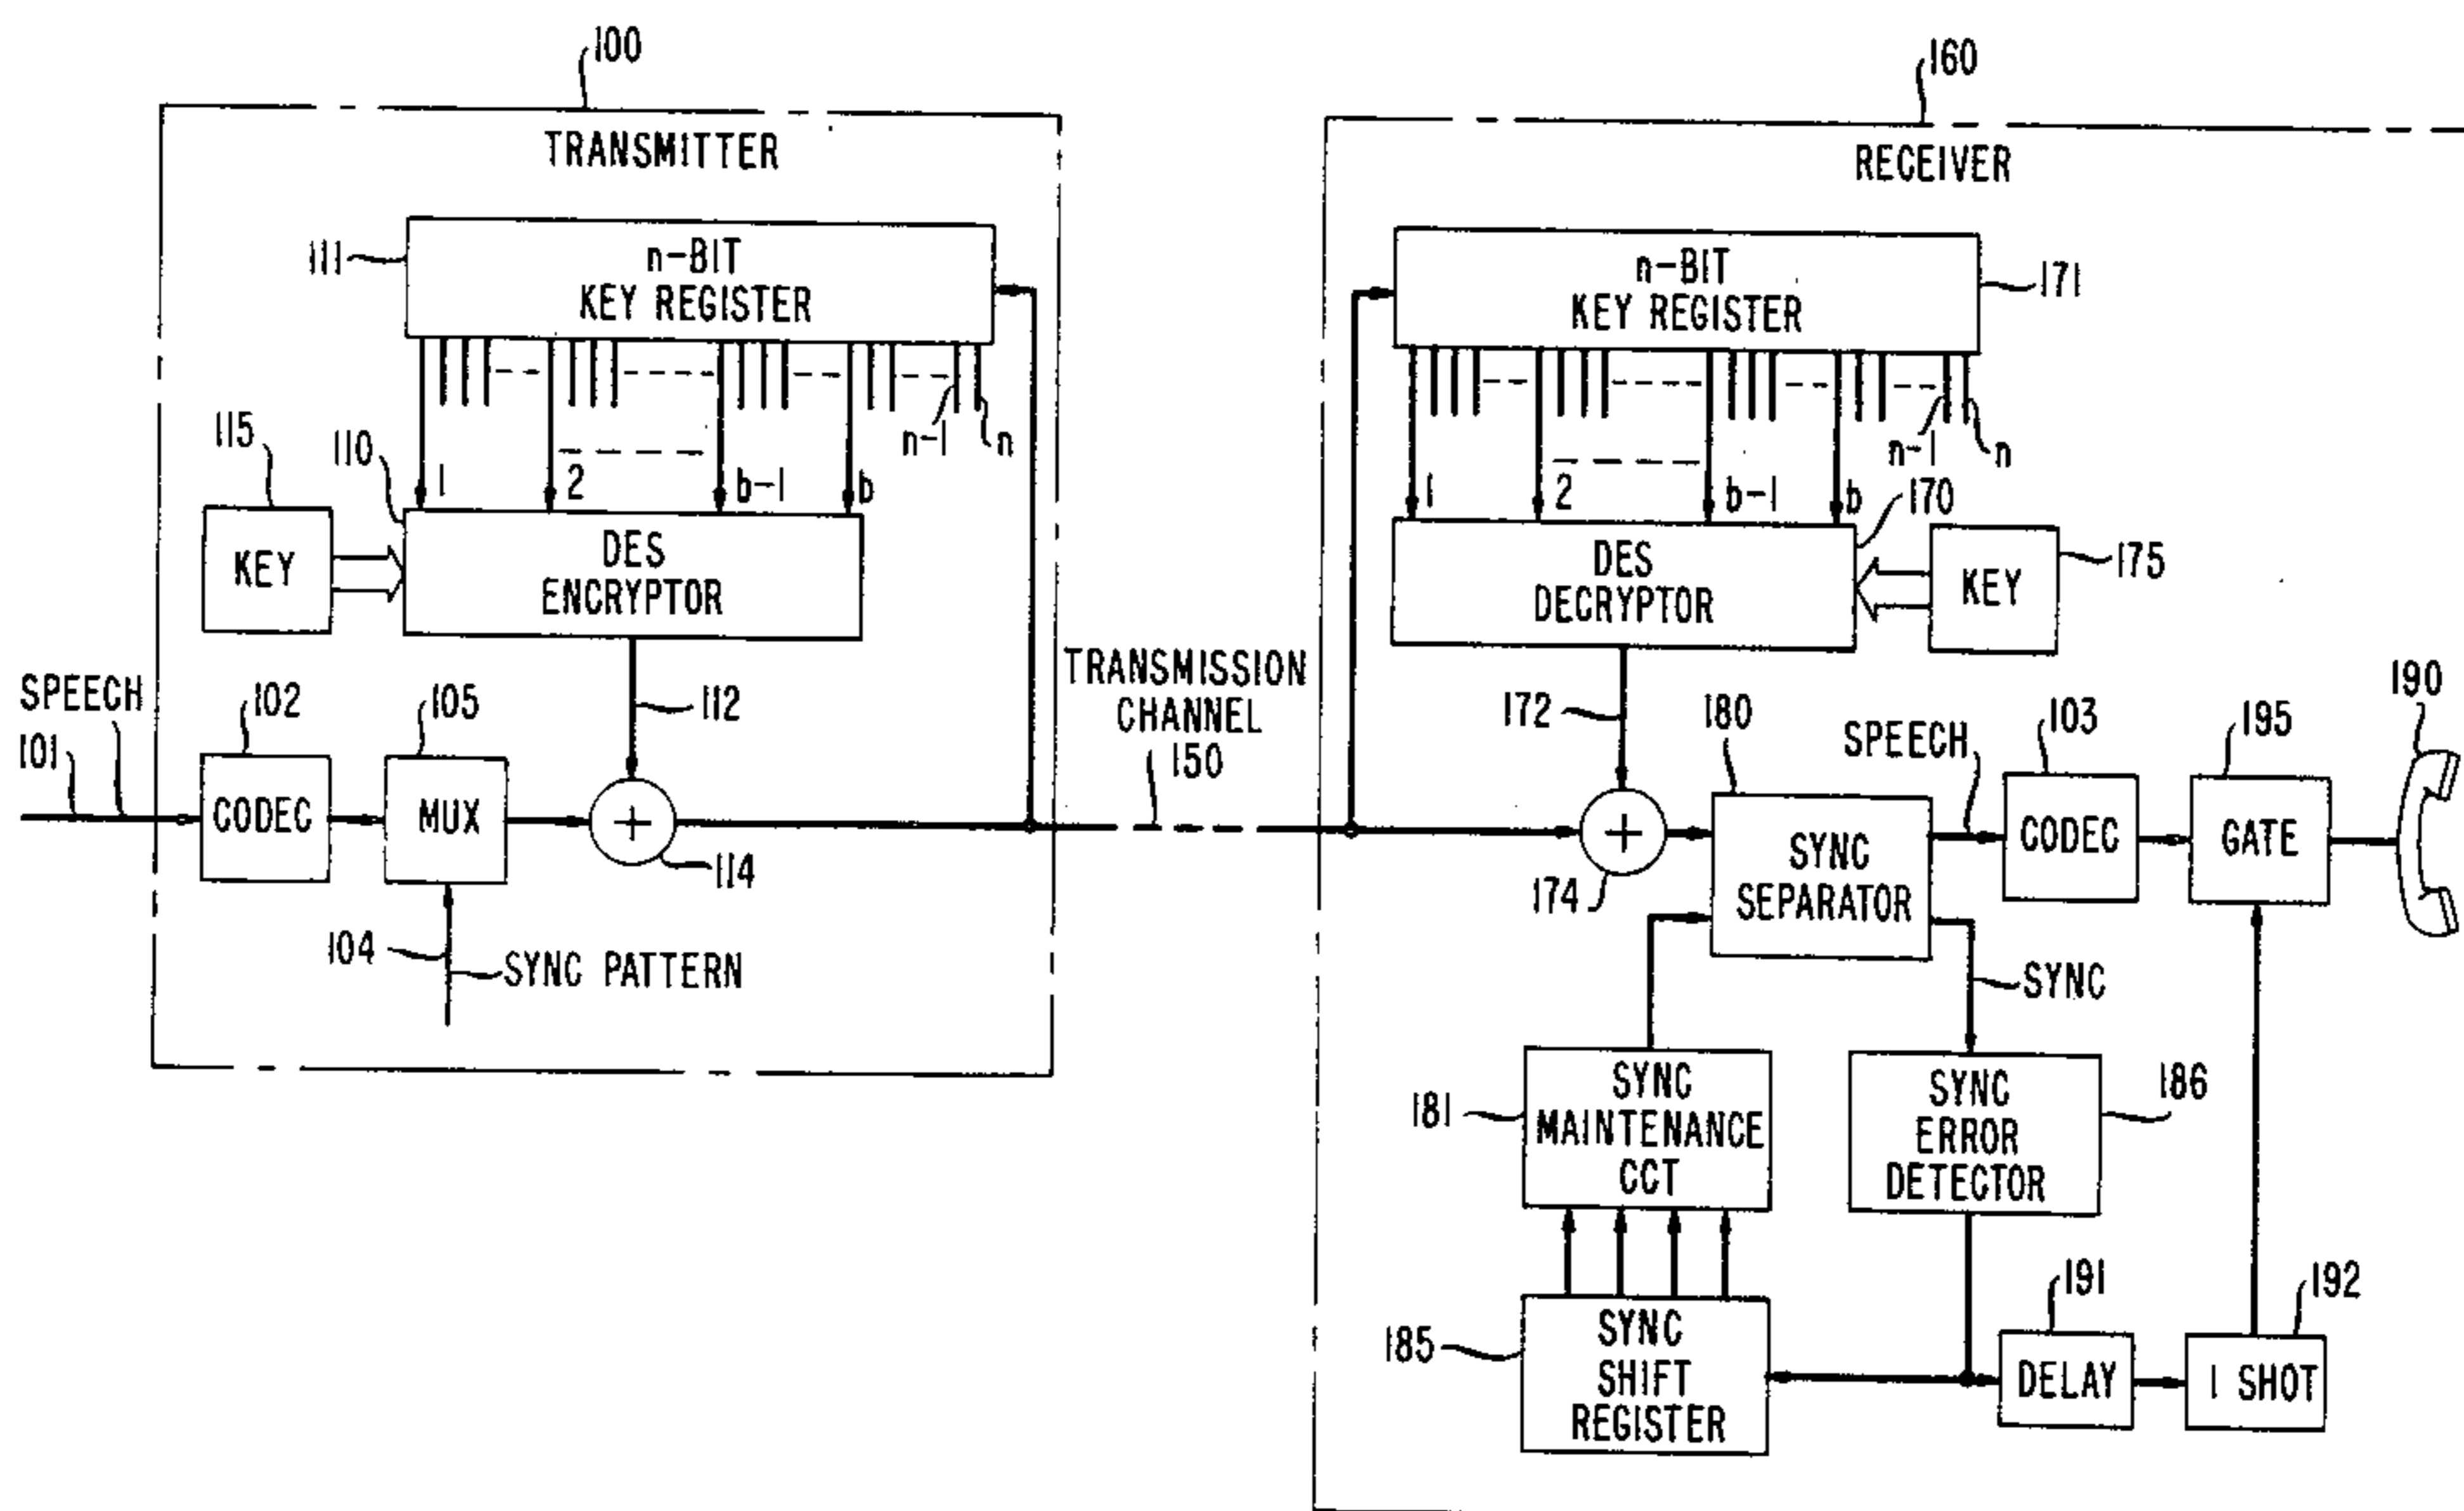 100
TRANSMITTER
111
n-BIT
KEY REGISTER
n-1
n
115
110
1
2
b-1
b
KEY
DES
ENCRYPTOR
SPEECH
101
102
105
112
CODEC
MUX
+
114
104
SYNC PATTERN
TRANSMISSION
CHANNEL
150
160
RECEIVER
n-BIT
KEY REGISTER
171
n-1
n
1
2
b-1
b
170
DES
DECRYPTOR
KEY
175
172
180
SPEECH
103
195
190
+
174
SYNC
SEPARATOR
CODEC
GATE
SYNC
181
SYNC
MAINTENANCE
CCT
SYNC
ERROR
DETECTOR
186
185
SYNC
SHIFT
REGISTER
191
DELAY
192
1 SHOT